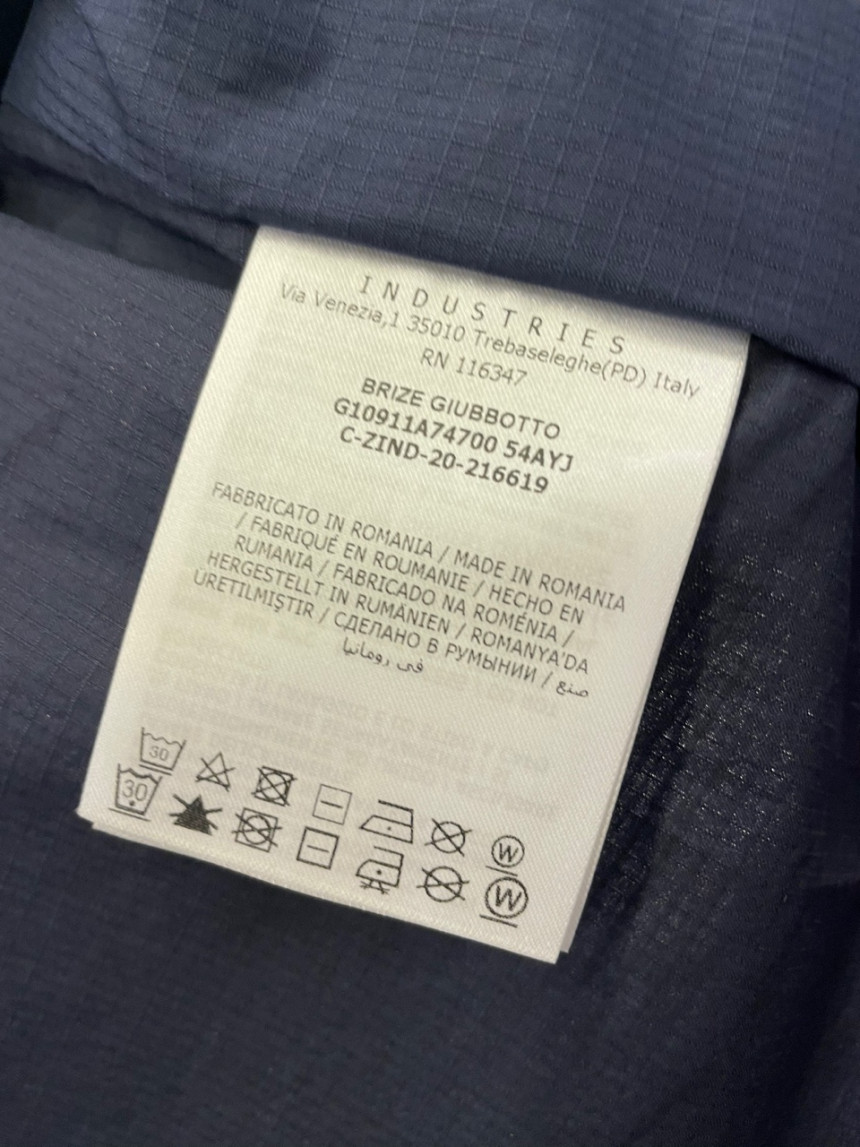 INDUSTRIES
Via Venezia,1 35010 Trebaseleghe(PD) Italy
RN 116347
BRIZE GIUBBOTTO
G10911A74700 54AYJ
C-ZIND-20-216619
FABBRICATO IN ROMANIA / MADE IN ROMANIA
/ FABRIQUÉ EN ROUMANIE / HECHO EN
RUMANIA / FABRICADO NA ROMÉNIA /
HERGESTELLT IN RUMÄNIEN / ROMANYA'DA
ÜRETILMIŞTIR / СДЕЛАНО В РУМЫНИИ / صنع
في رومانيا
30
W
30
W